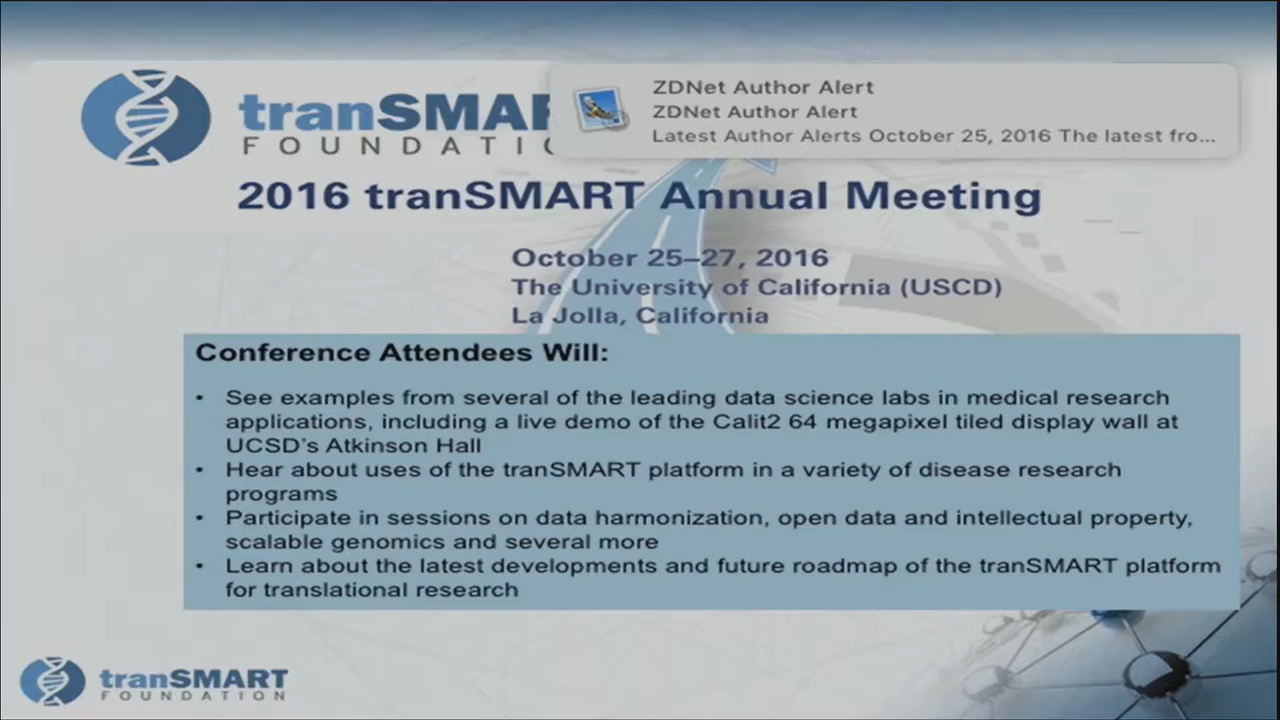 tranSMAR
FOUNDATIO
ZDNet Author Alert
ZDNet Author Alert
Latest Author Alerts October 25, 2016 The latest fro...
2016 tranSMART Annual Meeting
October 25–27, 2016
The University of California (USCD)
La Jolla, California
Conference Attendees Will:
• See examples from several of the leading data science labs in medical research
applications, including a live demo of the Calit2 64 megapixel tiled display wall at
UCSD's Atkinson Hall
• Hear about uses of the tranSMART platform in a variety of disease research
programs
• Participate in sessions on data harmonization, open data and intellectual property,
scalable genomics and several more
• Learn about the latest developments and future roadmap of the tranSMART platform
for translational research
tranSMART
FOUNDATION